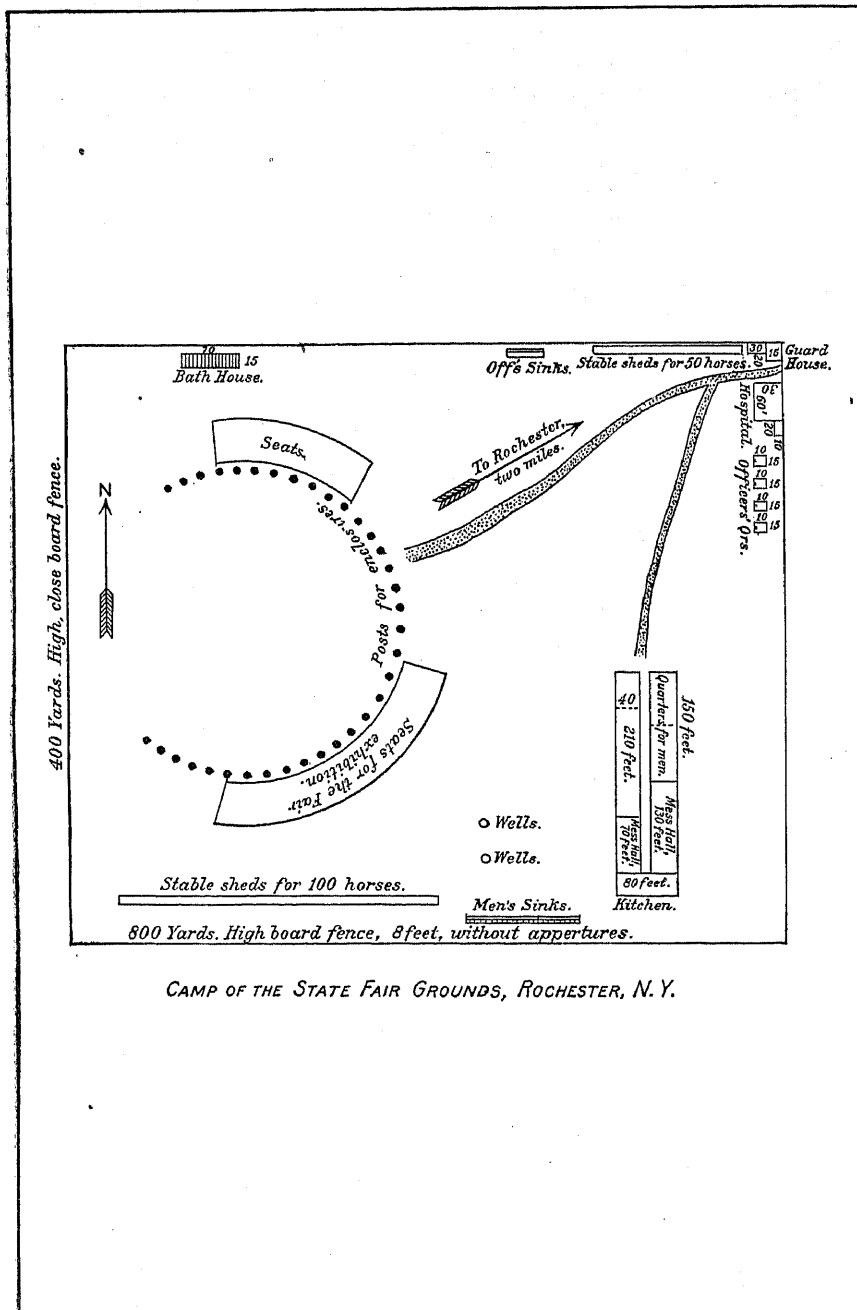 70
15
Bath House.
Off's Sinks.
Stable sheds for 50 horses.
30
20
15
Guard
House.
30
60'
20
10
Hospital.
Officers' Qrs.
10
15
10
15
10
15
10
15
Seats.
To Rochester,
two miles.
N
400 Yards. High, close board fence.
Posts for enclosures.
Seats for the Fair
exhibition.
40
210 feet.
Mess Hall,
70 feet.
Quarters for men.
150 feet.
Mess Hall,
130 feet.
80 feet.
Kitchen.
Wells.
Wells.
Stable sheds for 100 horses.
Men's Sinks.
800 Yards. High board fence, 8 feet, without appertures.
CAMP OF THE STATE FAIR GROUNDS, ROCHESTER, N. Y.